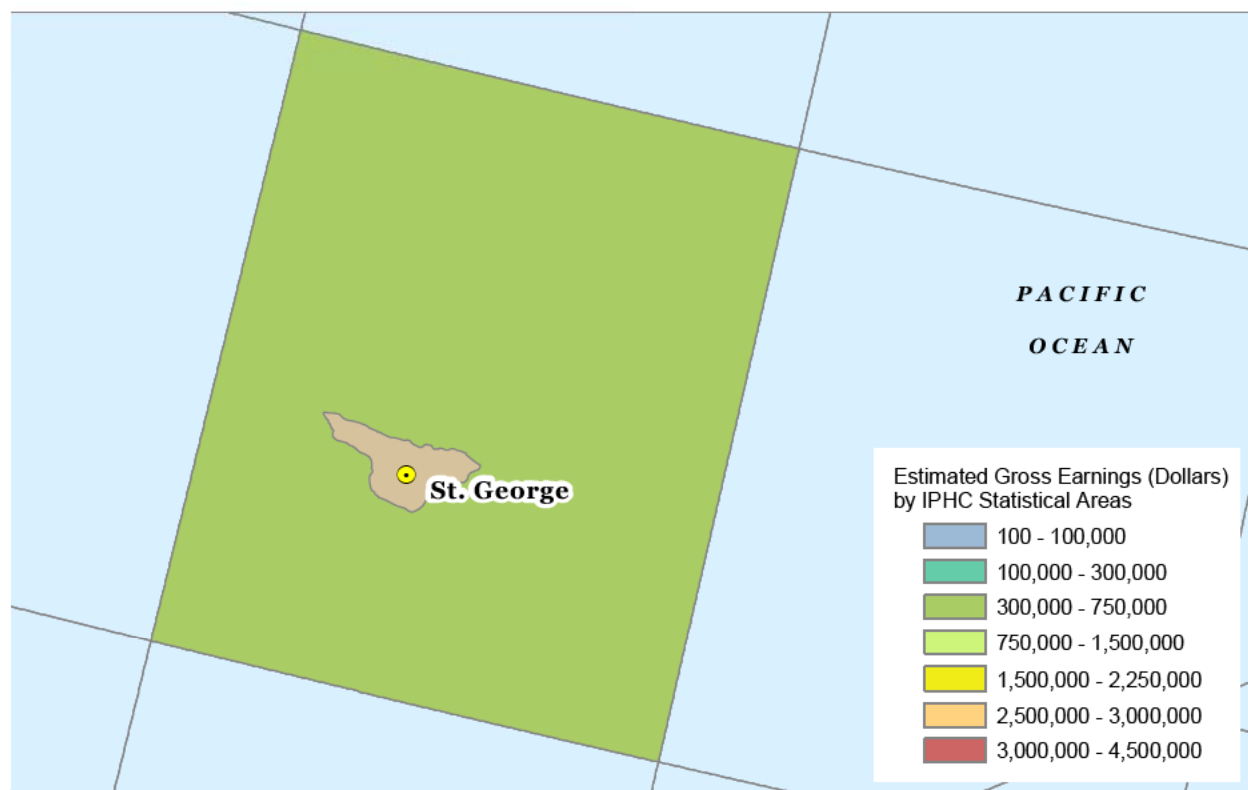 PACIFIC
OCEAN
St. George
Estimated Gross Earnings (Dollars)
by IPHC Statistical Areas
100 - 100,000
100,000 - 300,000
300,000 - 750,000
750,000 - 1,500,000
1,500,000 - 2,250,000
2,500,000 - 3,000,000
3,000,000 - 4,500,000